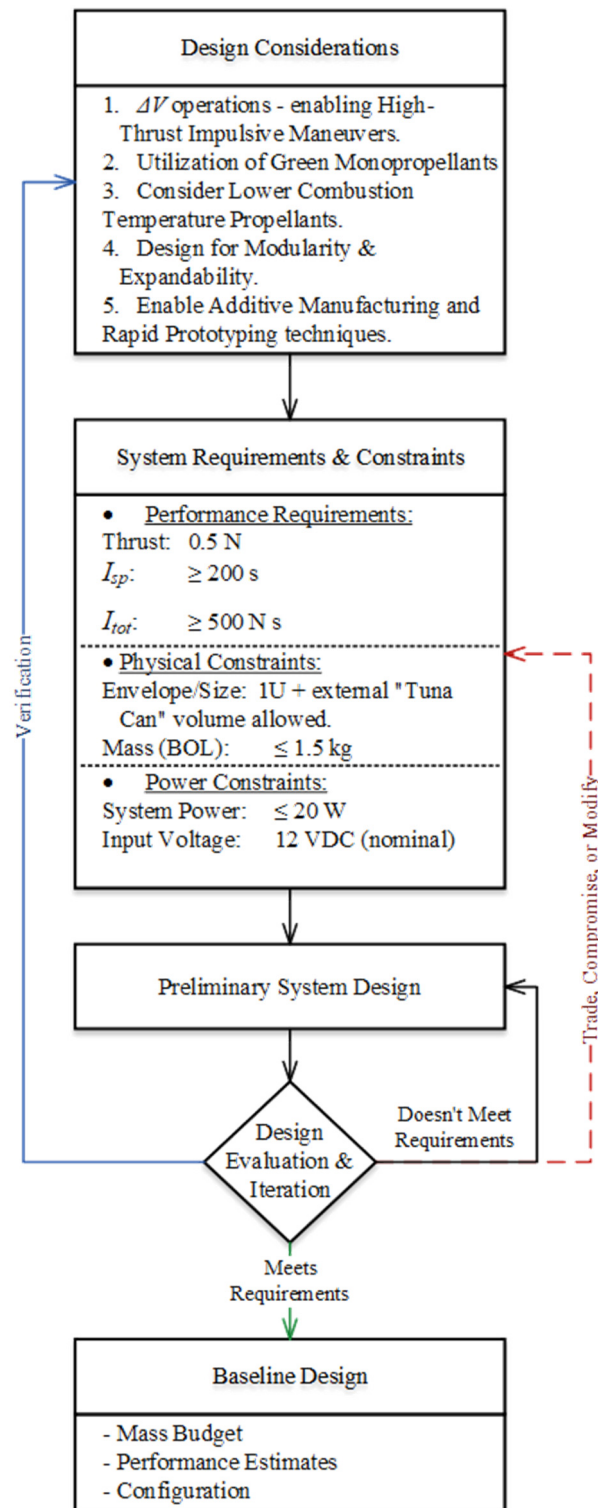 Design Considerations
1. ΔV operations - enabling High-
Thrust Impulsive Maneuvers.
2. Utilization of Green Monopropellants
3. Consider Lower Combustion
Temperature Propellants.
4. Design for Modularity &
Expandability.
5. Enable Additive Manufacturing and
Rapid Prototyping techniques.
System Requirements & Constraints
• Performance Requirements:
Thrust: 0.5 N
Isp: ≥ 200 s
Itot: ≥ 500 N s
• Physical Constraints:
Envelope/Size: 1U + external "Tuna
Can" volume allowed.
Mass (BOL): ≤ 1.5 kg
• Power Constraints:
System Power: ≤ 20 W
Input Voltage: 12 VDC (nominal)
Verification
Trade, Compromise, or Modify
Preliminary System Design
Design
Evaluation &
Iteration
Doesn't Meet
Requirements
Meets
Requirements
Baseline Design
- Mass Budget
- Performance Estimates
- Configuration